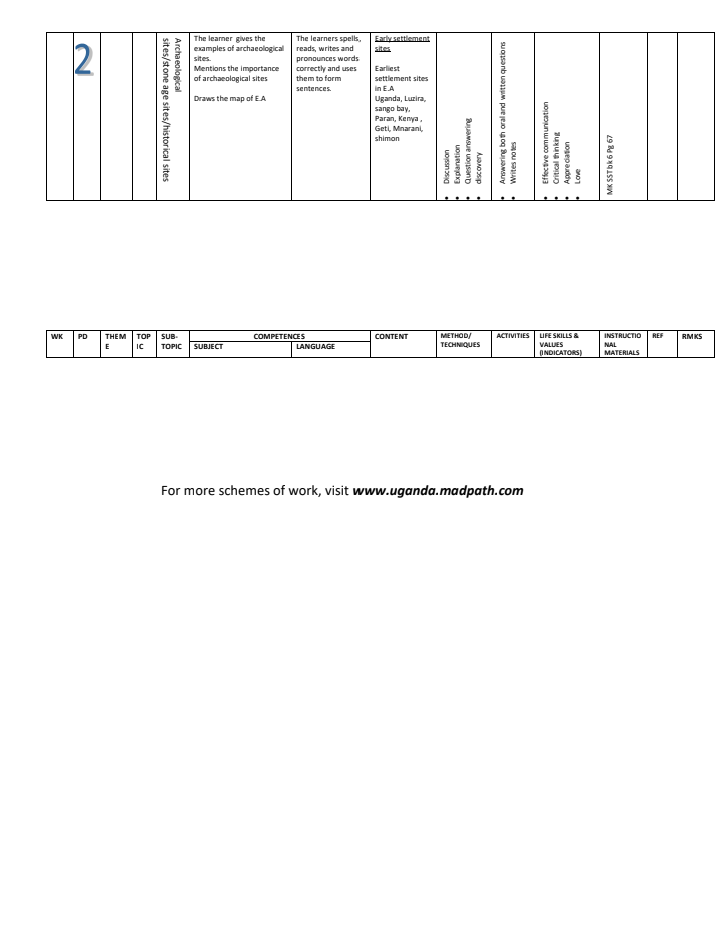 2
Archaeological
sites/stone age sites/historical sites
The learner gives the
examples of archaeological
sites.
Mentions the importance
of archaeological sites
Draws the map of E.A
The learners spells,
reads, writes and
pronounces words
correctly and uses
them to form
sentences.
Early settlement
sites
Earliest
settlement sites
in E.A
Uganda, Luzira,
sango bay,
Paran, Kenya ,
Geti, Mnarani,
shimon
• Discussion
• Explanation
• Question answering
• discovery
• Answering both oral and written questions
• Writes notes
• Effective communication
• Critical thinking
• Appreciation
• Love
MK SST bk 6 Pg 67
WK
PD
THEM
E
TOP
IC
SUB-
TOPIC
COMPETENCES
SUBJECT
LANGUAGE
CONTENT
METHOD/
TECHNIQUES
ACTIVITIES
LIFE SKILLS &
VALUES
(INDICATORS)
INSTRUCTIO
NAL
MATERIALS
REF
RMKS
For more schemes of work, visit www.uganda.madpath.com